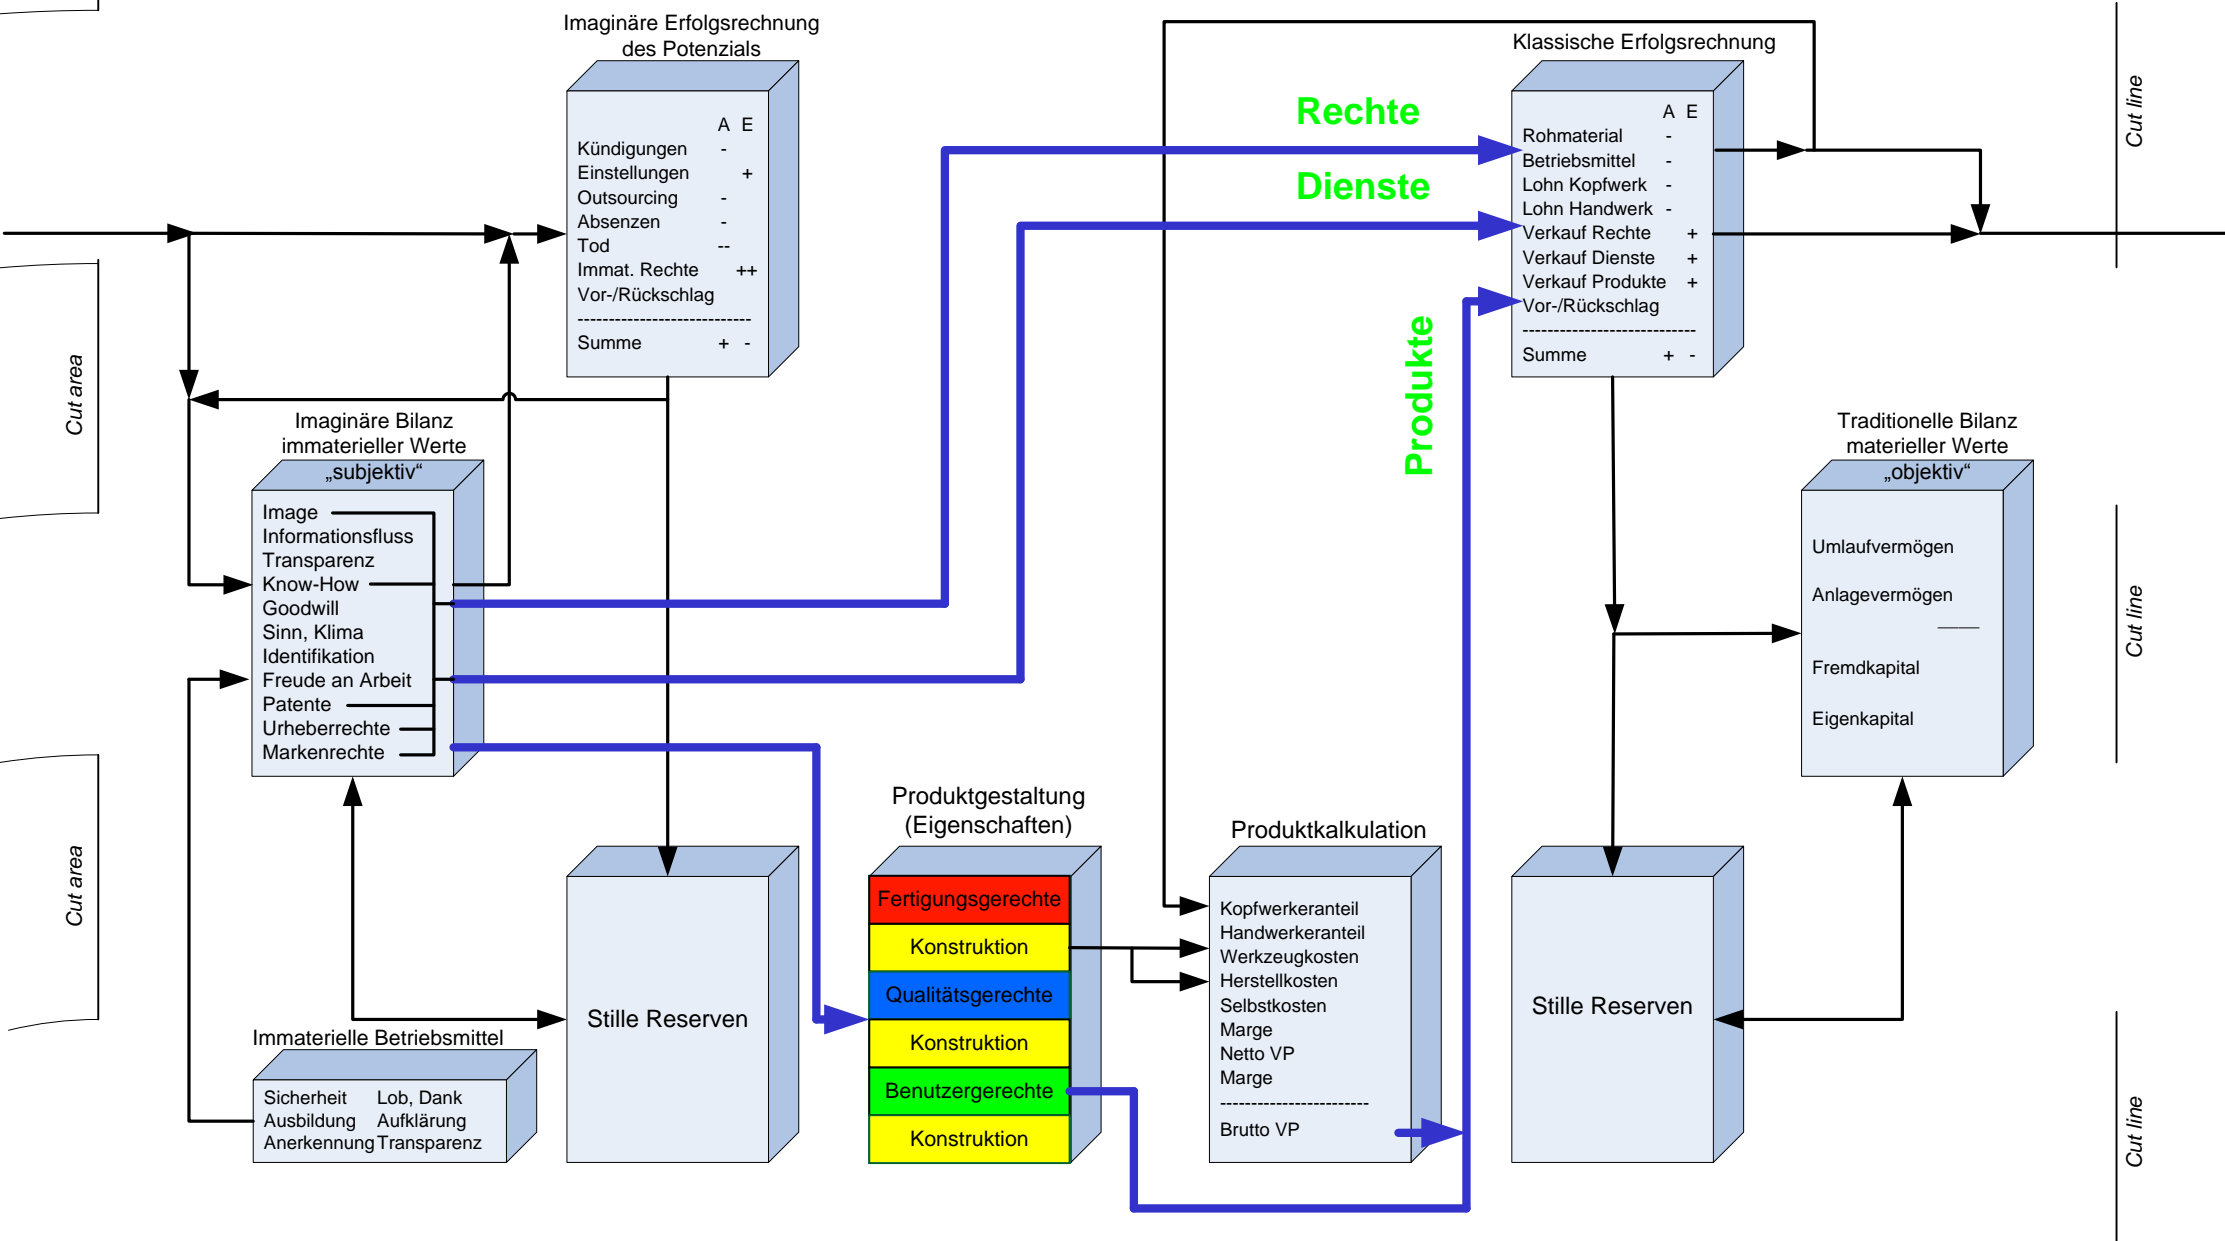 Imaginäre Erfolgsrechnung
des Potenzials
A E
Kündigungen -
Einstellungen +
Outsourcing -
Absenzen -
Tod --
Immat. Rechte ++
Vor-/Rückschlag
----------------------------
Summe + -
Rechte
Dienste
Produkte
Klassische Erfolgsrechnung
A E
Rohmaterial -
Betriebsmittel -
Lohn Kopfwerk -
Lohn Handwerk -
Verkauf Rechte +
Verkauf Dienste +
Verkauf Produkte +
Vor-/Rückschlag
----------------------------
Summe + -
Cut line
Cut area
Imaginäre Bilanz
immaterieller Werte
„subjektiv“
Image
Informationsfluss
Transparenz
Know-How
Goodwill
Sinn, Klima
Identifikation
Freude an Arbeit
Patente
Urheberrechte
Markenrechte
Traditionelle Bilanz
materieller Werte
„objektiv“
Umlaufvermögen
Anlagevermögen
Fremdkapital
Eigenkapital
Cut line
Cut area
Immaterielle Betriebsmittel
Sicherheit Lob, Dank
Ausbildung Aufklärung
Anerkennung Transparenz
Stille Reserven
Produktgestaltung
(Eigenschaften)
Fertigungsgerechte
Konstruktion
Qualitätsgerechte
Konstruktion
Benutzergerechte
Konstruktion
Produktkalkulation
Kopfwerkeranteil
Handwerkeranteil
Werkzeugkosten
Herstellkosten
Selbstkosten
Marge
Netto VP
Marge
------------------------
Brutto VP
Stille Reserven
Cut line